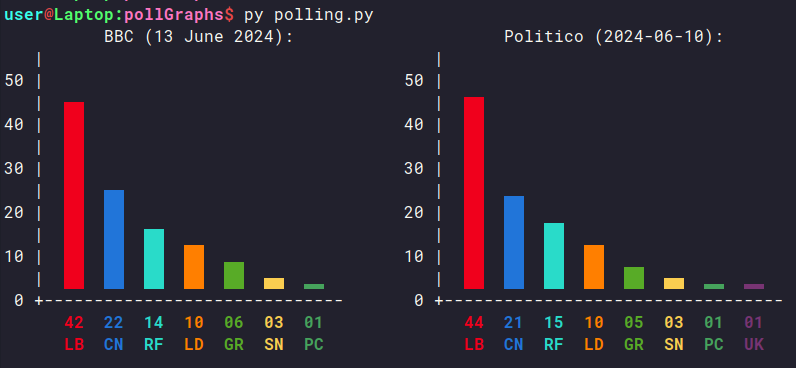 user@Laptop:pollGraphs$ py polling.py
BBC (13 June 2024): Politico (2024-06-10):
|                                       |
50 |                                    50 |
|                                       |
40 |                                    40 |
|                                       |
30 |                                    30 |
|                                       |
20 |                                    20 |
|                                       |
10 |                                    10 |
|                                       |
0 +------------------------------ 0 +----------------------------------
42 22 14 10 06 03 01 44 21 15 10 05 03 01 01
LB CN RF LD GR SN PC LB CN RF LD GR SN PC UK